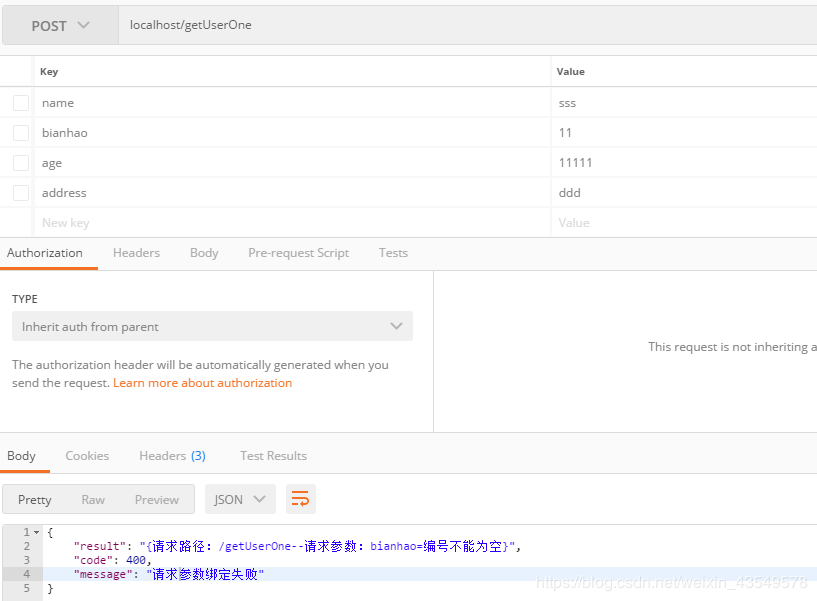 POST localhost/getUserOne
Key Value
name sss
bianhao 11
age 11111
address ddd
New key Value
Authorization Headers Body Pre-request Script Tests
TYPE
Inherit auth from parent
This request is not inheriting a
The authorization header will be automatically generated when you
send the request. Learn more about authorization
Body Cookies Headers (3) Test Results
Pretty Raw Preview JSON
1 {
2 "result": "{请求路径：/getUserOne--请求参数：bianhao=编号不能为空}",
3 "code": 400,
4 "message": "请求参数绑定失败"
5 }
https://blog.csdn.net/weixin_43549578